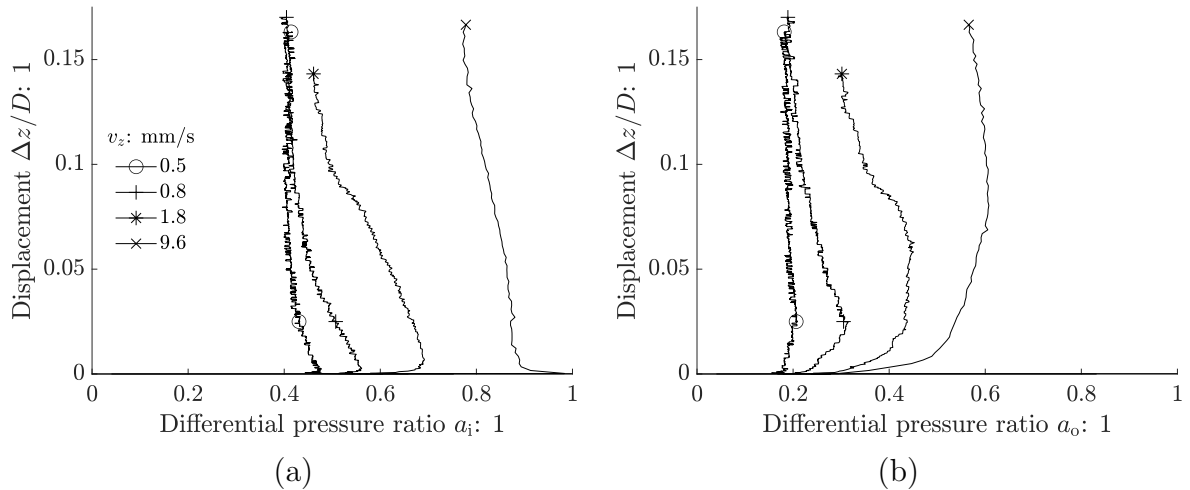 Displacement Δz/D: 1
0.15
0.1
0.05
0
v_z: mm/s
0.5
0.8
1.8
9.6
0 0.2 0.4 0.6 0.8 1
Differential pressure ratio a_i: 1
(a)
Displacement Δz/D: 1
0.15
0.1
0.05
0
0 0.2 0.4 0.6 0.8 1
Differential pressure ratio a_o: 1
(b)